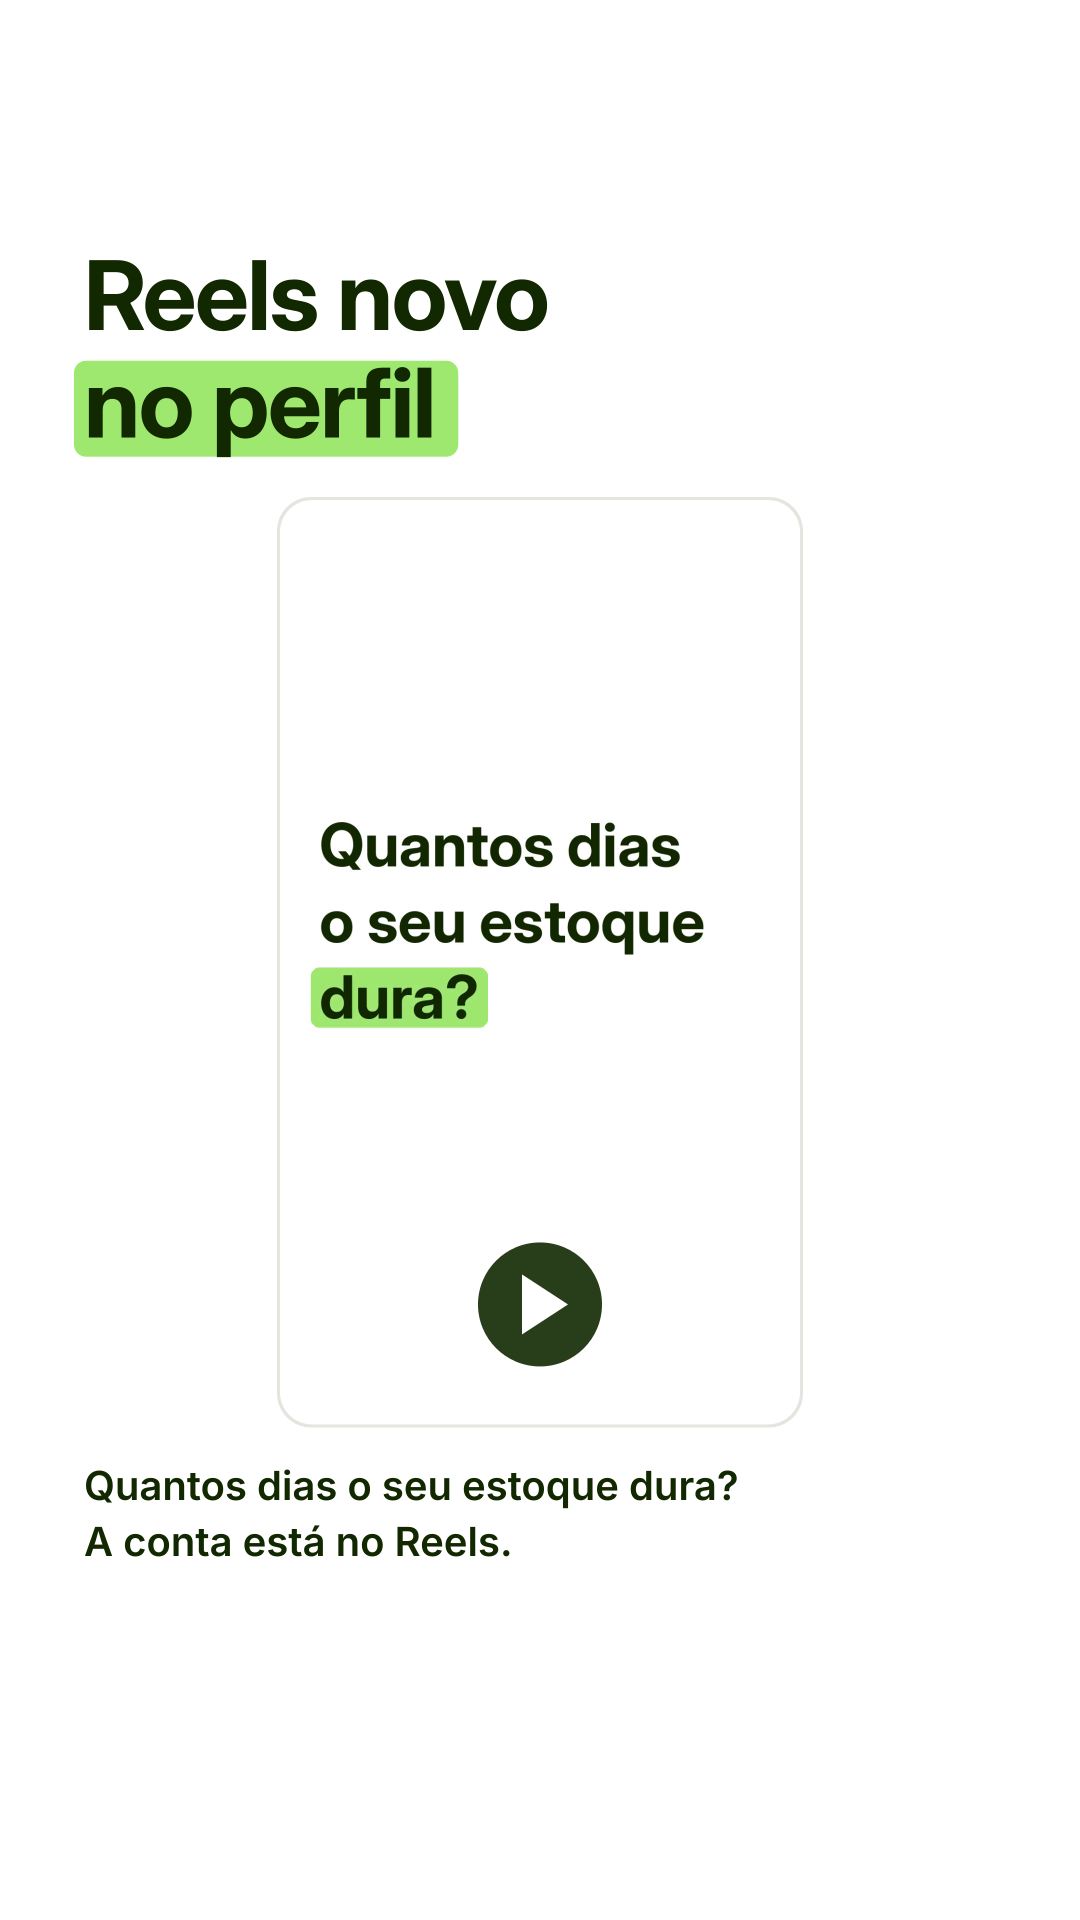 Reels novo
no perfil
Quantos dias
o seu estoque
dura?
Quantos dias o seu estoque dura?
A conta está no Reels.